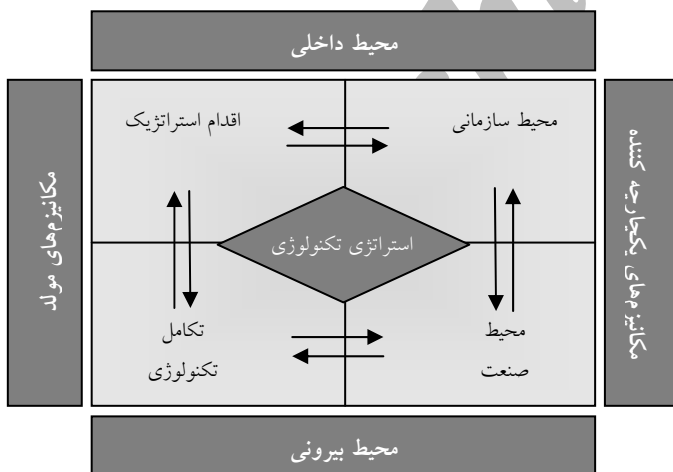 محیط داخلی
محیط سازمانی
اقدام استراتژیک
مکانیزم‌های یکچارچه کننده
استراتژی تکنولوژی
مکانیزم‌های مولد
محیط
صنعت
تکامل
تکنولوژی
محیط بیرونی